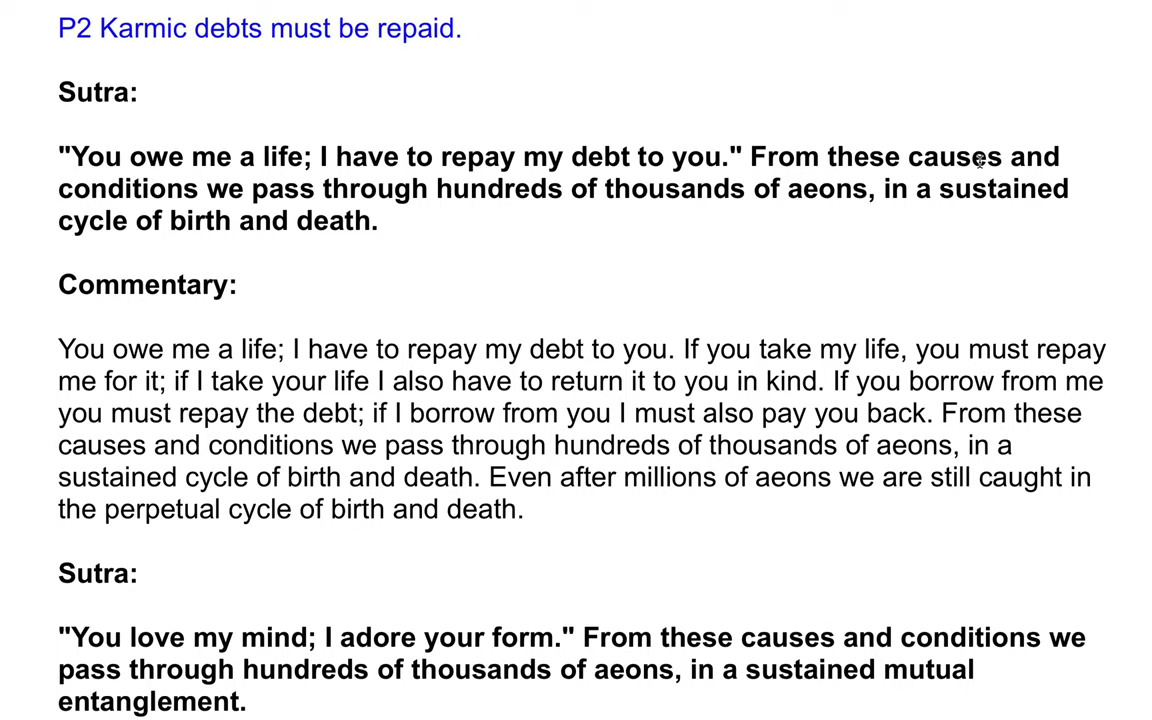 P2 Karmic debts must be repaid.
Sutra:
"You owe me a life; I have to repay my debt to you." From these causes and
conditions we pass through hundreds of thousands of aeons, in a sustained
cycle of birth and death.
Commentary:
You owe me a life; I have to repay my debt to you. If you take my life, you must repay
me for it; if I take your life I also have to return it to you in kind. If you borrow from me
you must repay the debt; if I borrow from you I must also pay you back. From these
causes and conditions we pass through hundreds of thousands of aeons, in a
sustained cycle of birth and death. Even after millions of aeons we are still caught in
the perpetual cycle of birth and death.
Sutra:
"You love my mind; I adore your form." From these causes and conditions we
pass through hundreds of thousands of aeons, in a sustained mutual
entanglement.